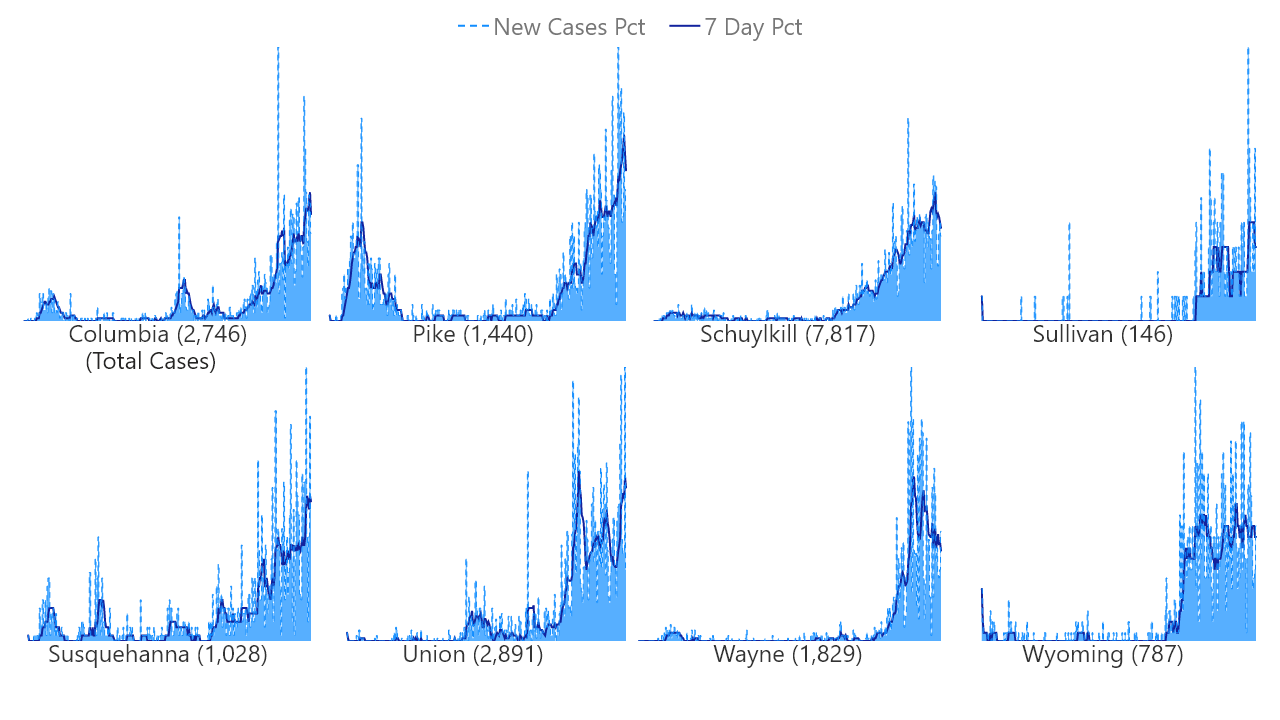 New Cases Pct 7 Day Pct
Columbia (2,746)
(Total Cases)
Pike (1,440)
Schuylkill (7,817)
Sullivan (146)
Susquehanna (1,028)
Union (2,891)
Wayne (1,829)
Wyoming (787)